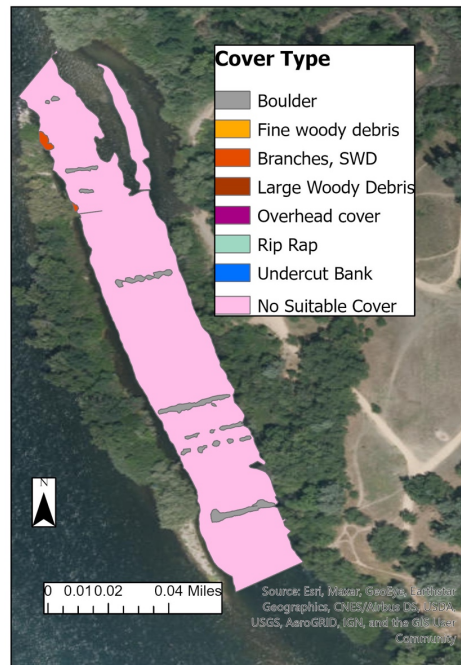 Cover Type
Boulder
Fine woody debris
Branches, SWD
Large Woody Debris
Overhead cover
Rip Rap
Undercut Bank
No Suitable Cover
N
0 0.010.02 0.04 Miles
Source: Esri, Maxar, GeoEye, Earthstar
Geographics, CNES/Airbus DS, USDA,
USGS, AeroGRID, IGN, and the GIS User
Community